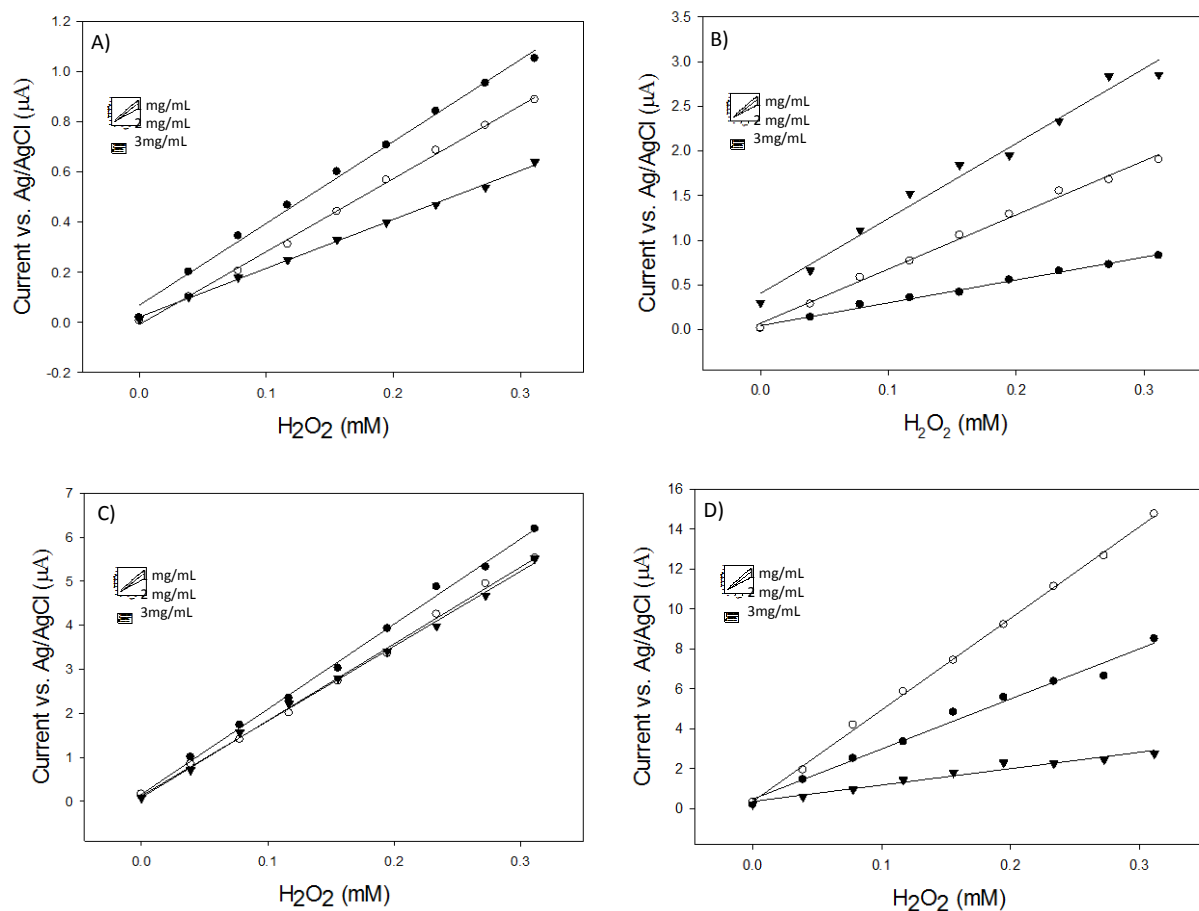 A)
Current vs. Ag/AgCl (µA)
1.2
1.0
0.8
0.6
0.4
0.2
0.0
-0.2
mg/mL
2 mg/mL
3mg/mL
0.0 0.1 0.2 0.3
H2O2 (mM)
B)
Current vs. Ag/AgCl (µA)
3.5
3.0
2.5
2.0
1.5
1.0
0.5
0.0
mg/mL
2 mg/mL
3mg/mL
0.0 0.1 0.2 0.3
H₂O₂ (mM)
C)
Current vs. Ag/AgCl (µA)
7
6
5
4
3
2
1
0
mg/mL
2 mg/mL
3mg/mL
0.0 0.1 0.2 0.3
H2O2 (mM)
D)
Current vs. Ag/AgCl (µA)
16
14
12
10
8
6
4
2
0
mg/mL
2 mg/mL
3mg/mL
0.0 0.1 0.2 0.3
H2O2 (mM)